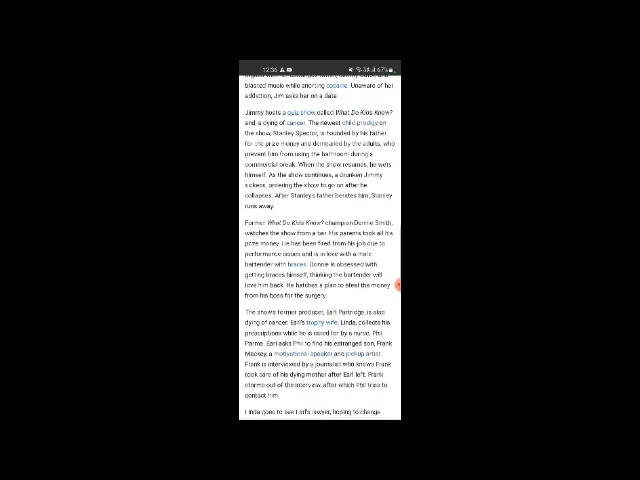 12:36
67%
blasted music while snorting cocaine. Unaware of her
addiction, Jim asks her on a date.
Jimmy hosts a quiz show called What Do Kids Know?
and is dying of cancer. The newest child prodigy on
the show, Stanley Spector, is hounded by his father
for the prize money and demeaned by the adults, who
prevent him from using the bathroom during a
commercial break. When the show resumes, he wets
himself. As the show continues, a drunken Jimmy
sickens, ordering the show to go on after he
collapses. After Stanley's father berates him, Stanley
runs away.
Former What Do Kids Know? champion Donnie Smith,
watches the show from a bar. His parents took all his
prize money. He has been fired from his job due to
performance issues and is in love with a male
bartender with braces. Donnie is obsessed with
getting braces himself, thinking the bartender will
love him back. He hatches a plan to steal the money
from his boss for the surgery.
The show's former producer, Earl Partridge, is also
dying of cancer. Earl's trophy wife, Linda, collects his
prescriptions while he is cared for by a nurse, Phil
Parma. Earl asks Phil to find his estranged son, Frank
Mackey, a motivational speaker and pickup artist.
Frank is interviewed by a journalist who knows Frank
took care of his dying mother after Earl left. Frank
storms out of the interview, after which Phil tries to
contact him.
Linda goes to see Earl's lawyer, hoping to change